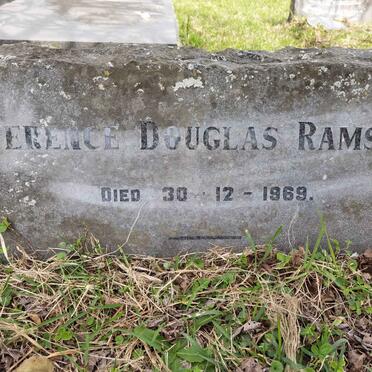 ERENCE DOUGLAS RAMS
DIED 30 - 12 - 1969.